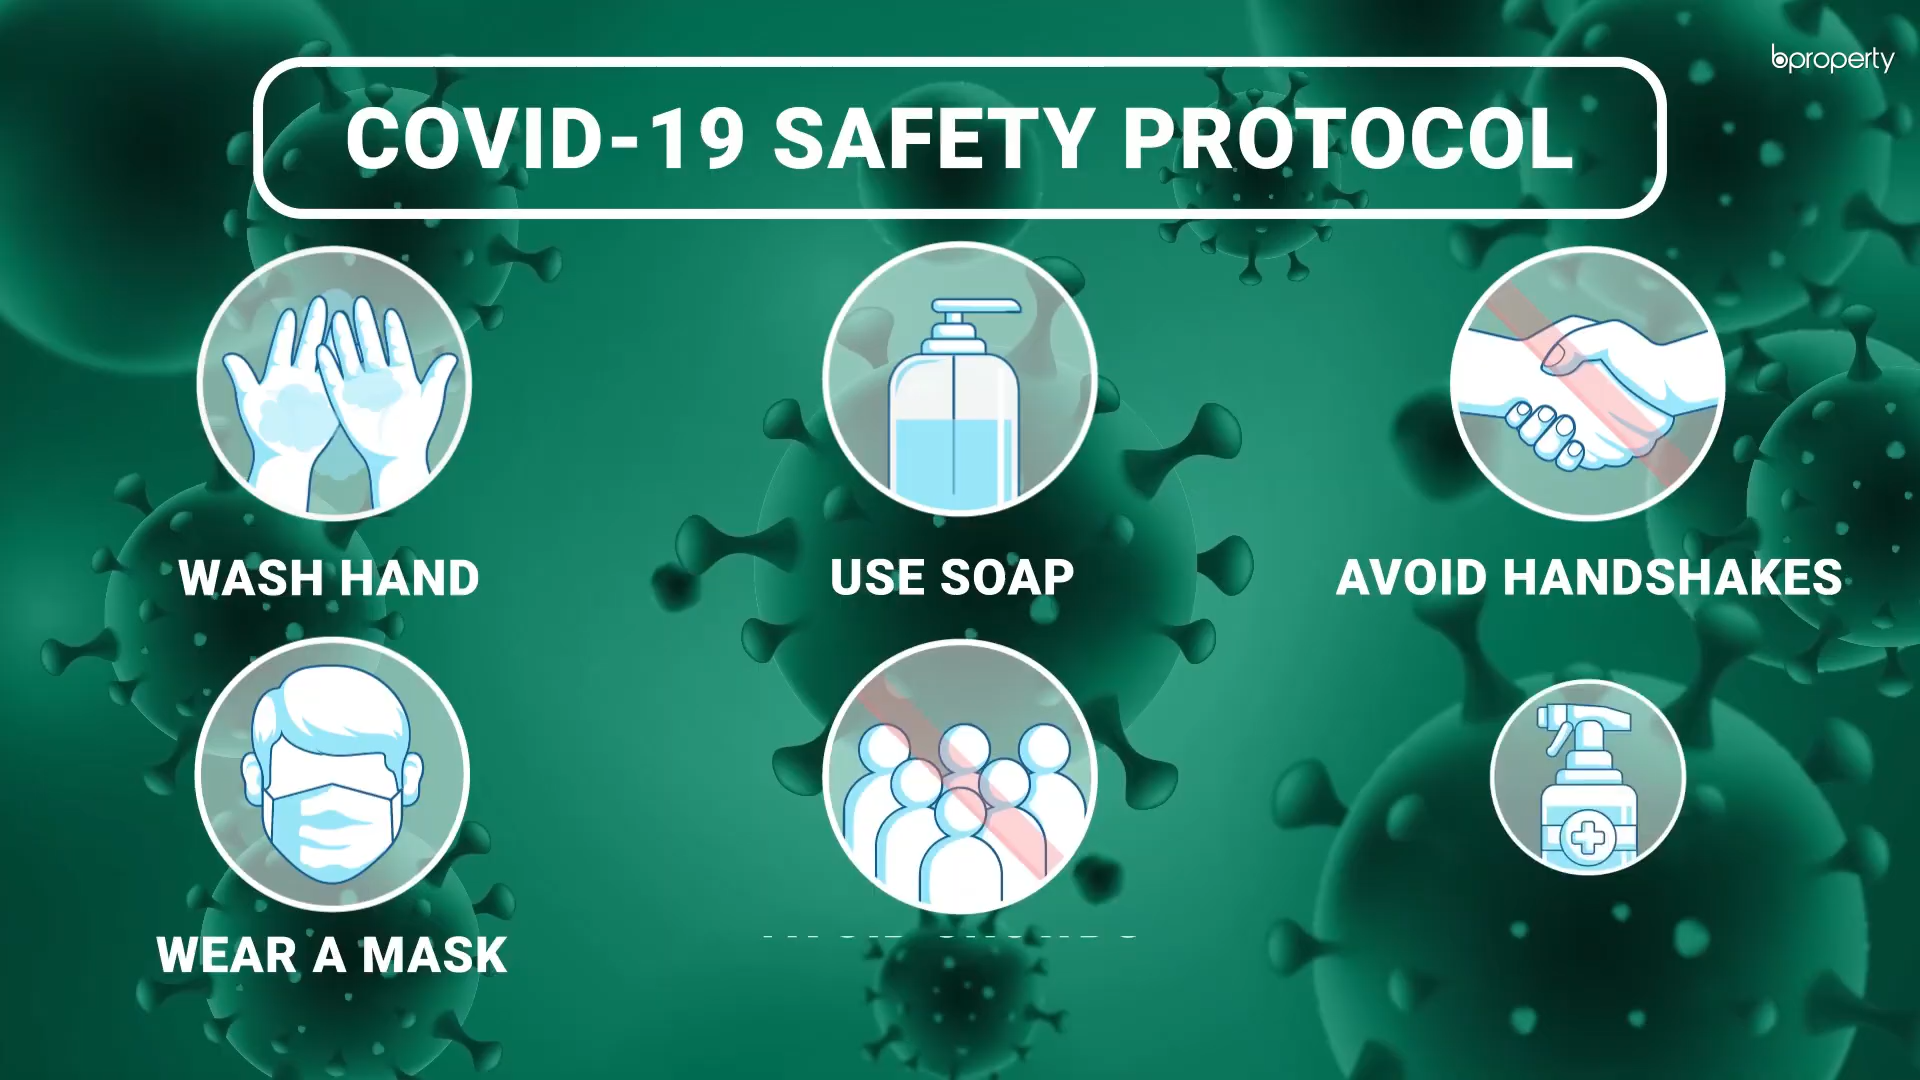 bproperty
COVID-19 SAFETY PROTOCOL
WASH HAND
USE SOAP
AVOID HANDSHAKES
WEAR A MASK